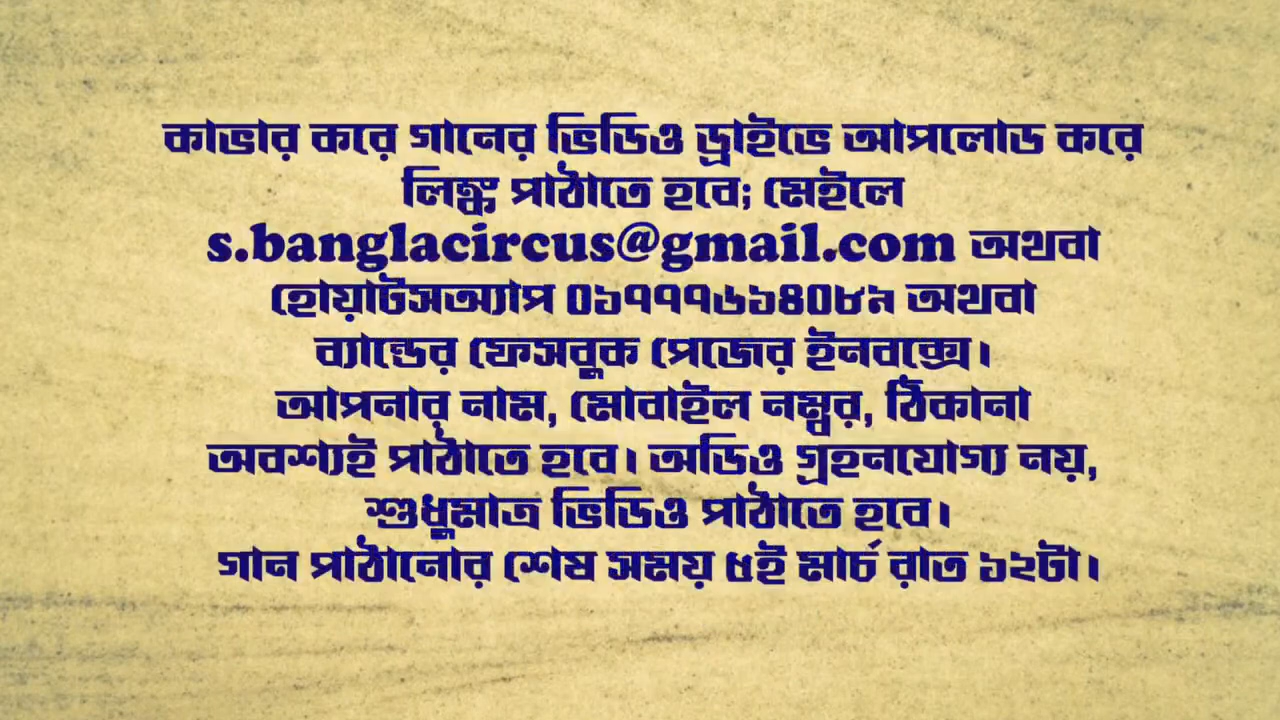 কাভার করে গানের ভিডিও ড্রাইভে আপলোড করে
লিঙ্ক পাঠাতে হবে; মেইলে
s.banglacircus@gmail.com অথবা
হোয়াটসঅ্যাপ ০১৭৭৭৬১৪০৮৯ অথবা
ব্যান্ডের ফেসবুক পেজের ইনবক্সে।
আপনার নাম, মোবাইল নম্বর, ঠিকানা
অবশ্যই পাঠাতে হবে। অডিও গ্রহনযোগ্য নয়,
শুধুমাত্র ভিডিও পাঠাতে হবে।
গান পাঠানোর শেষ সময় ৫ই মার্চ রাত ১২টা।